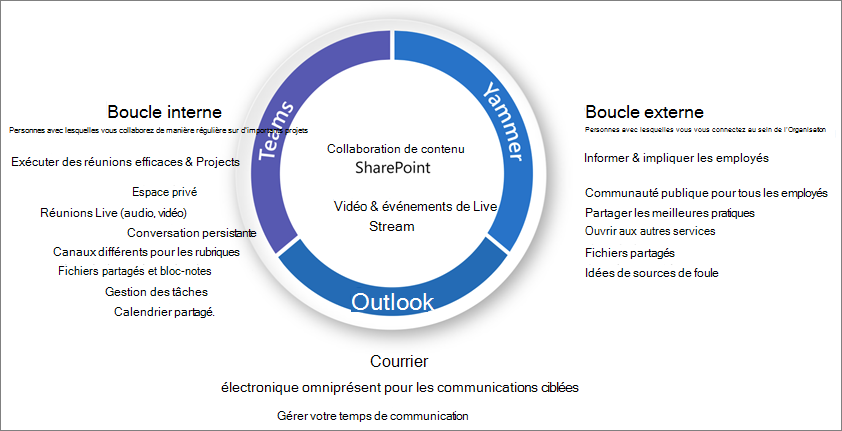 Boucle interne
Personnes avec lesquelles vous collaborez de manière régulière sur d'importants projets
Exécuter des réunions efficaces & Projects
Espace privé
Réunions Live (audio, vidéo)
Conversation persistante
Canaux différents pour les rubriques
Fichiers partagés et bloc-notes
Gestion des tâches
Calendrier partagé.
Teams
Yammer
Outlook
Collaboration de contenu
SharePoint
Vidéo & événements de Live
Stream
Boucle externe
Personnes avec lesquelles vous vous connectez au sein de l'Organisation
Informer & impliquer les employés
Communauté publique pour tous les employés
Partager les meilleures pratiques
Ouvrir aux autres services
Fichiers partagés
Idées de sources de foule
Courrier
électronique omniprésent pour les communications ciblées
Gérer votre temps de communication